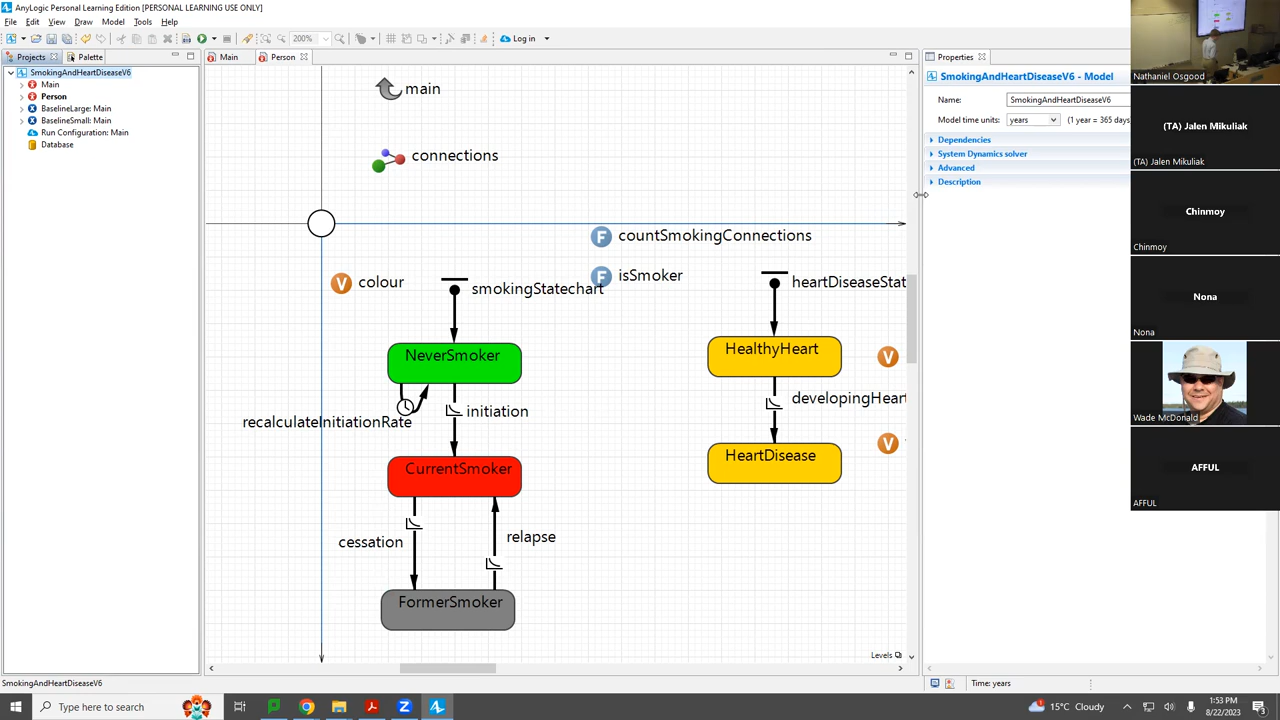 AnyLogic Personal Learning Edition [PERSONAL LEARNING USE ONLY]
File Edit View Draw Model Tools Help
200%
Log in
Projects
Palette
Main
Person
Properties
SmokingAndHeartDiseaseV6
Main
Person
BaselineLarge: Main
BaselineSmall: Main
Run Configuration: Main
Database
main
connections
F countSmokingConnections
F isSmoker
V colour
smokingStatechart
NeverSmoker
initiation
recalculateInitiationRate
CurrentSmoker
cessation
relapse
FormerSmoker
heartDiseaseStat
HealthyHeart
V
developingHeart
V
HeartDisease
Levels
SmokingAndHeartDiseaseV6 - Model
Name: SmokingAndHeartDiseaseV6
Model time units: years (1 year = 365 days
Dependencies
System Dynamics solver
Advanced
Description
Nathaniel Osgood
(TA) Jalen Mikuliak
(TA) Jalen Mikuliak
Chinmoy
Chinmoy
Nona
Nona
Wade McDonald
AFFUL
AFFUL
SmokingAndHeartDiseaseV6
Time: years
Type here to search
15°C Cloudy
1:53 PM
8/22/2023
3